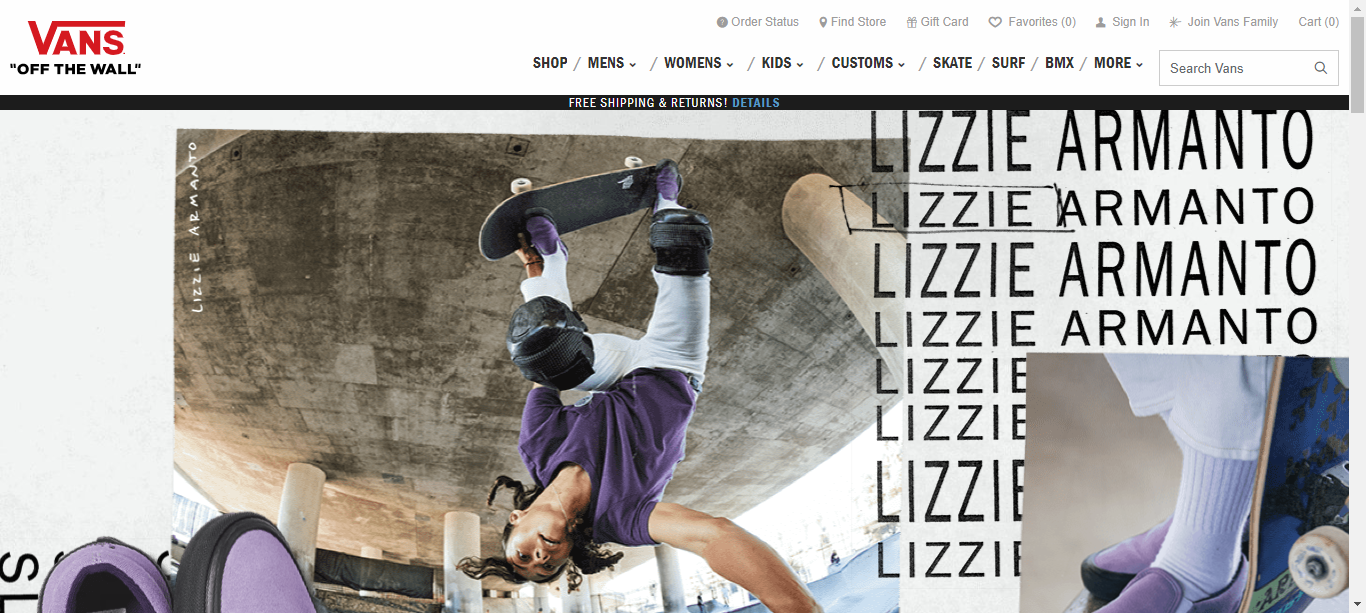 Order Status Find Store Gift Card Favorites (0) Sign In Join Vans Family Cart (0)
VANS
"OFF THE WALL"
SHOP / MENS / WOMENS / KIDS / CUSTOMS / SKATE / SURF / BMX / MORE
Search Vans
FREE SHIPPING & RETURNS! DETAILS
LIZZIE ARMANTO
LIZZIE ARMANTO
LIZZIE ARMANTO
LIZZIE ARMANTO
LIZZIE ARMANTO
LIZZIE
LIZZIE
LIZZIE
LIZZIE